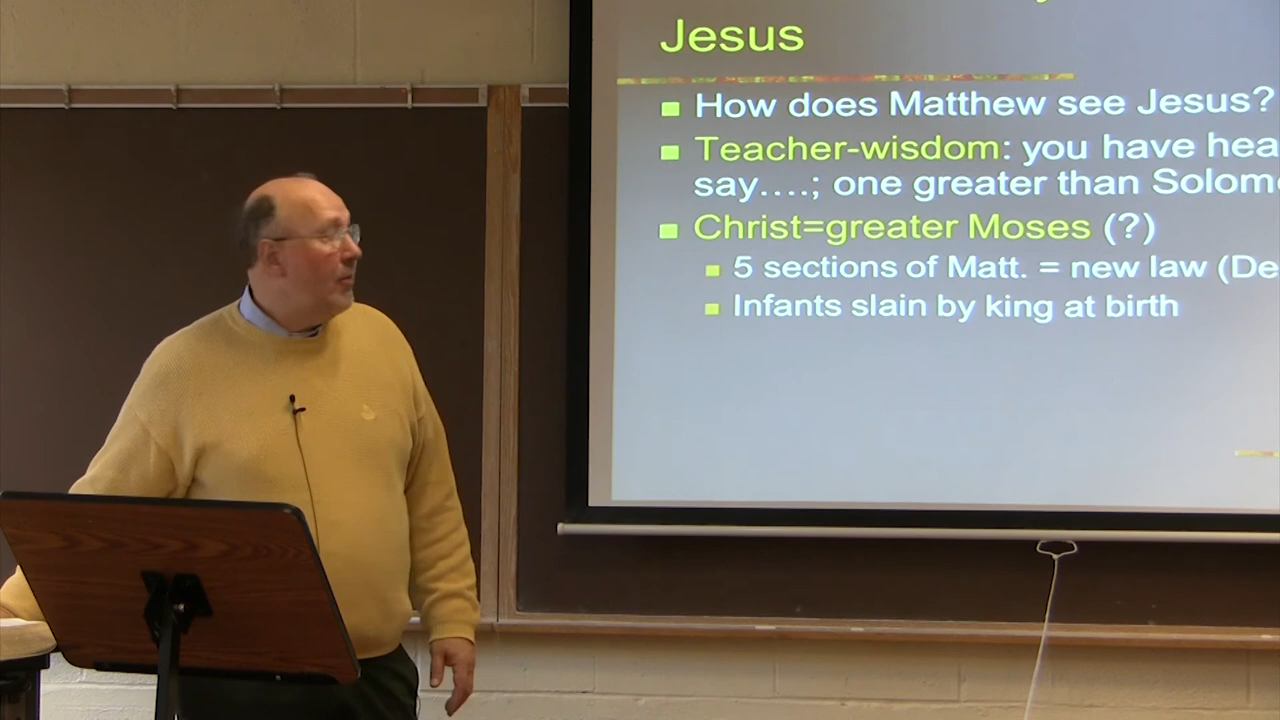 Jesus
How does Matthew see Jesus?
Teacher-wisdom: you have hea
say….; one greater than Solom
Christ=greater Moses (?)
5 sections of Matt. = new law (De
Infants slain by king at birth